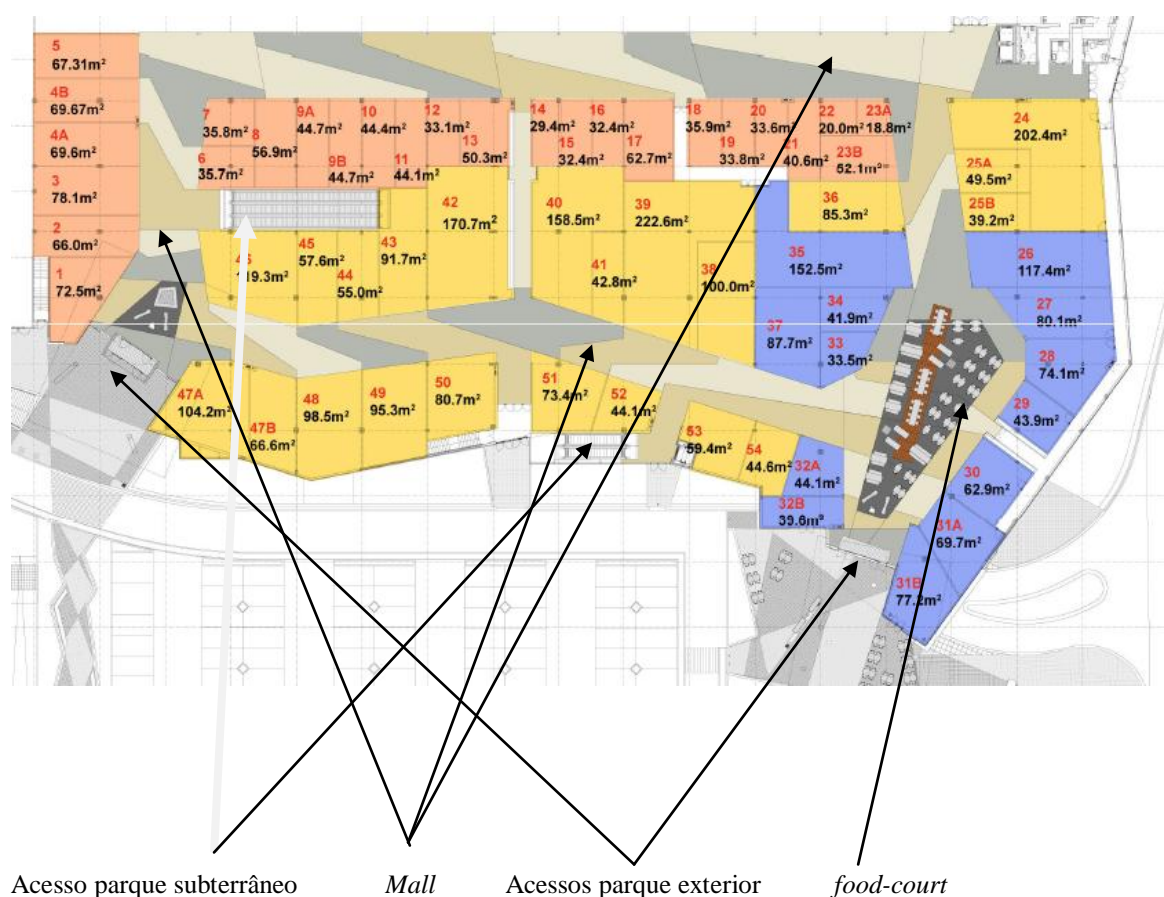 5
67.31m²
4B
69.67m²
4A
69.6m²
3
78.1m²
2
66.0m²
1
72.5m²
7
35.8m²
6
35.7m²
8
56.9m²
9A
44.7m²
9B
44.7m²
10
44.4m²
11
44.1m²
12
33.1m²
13
50.3m²
14
29.4m²
15
32.4m²
16
32.4m²
17
62.7m²
18
35.9m²
19
33.8m²
20
33.6m²
21
40.6m²
22
20.0m²
23A
18.8m²
23B
52.1m²
24
202.4m²
25A
49.5m²
25B
39.2m²
26
117.4m²
27
80.1m²
28
74.1m²
29
43.9m²
30
62.9m²
31A
69.7m²
31B
77.2m²
32A
44.1m²
32B
39.6m²
33
33.5m²
34
41.9m²
35
152.5m²
36
85.3m²
37
87.7m²
38
100.0m²
39
222.6m²
40
158.5m²
41
42.8m²
42
170.7m²
43
91.7m²
44
55.0m²
45
57.6m²
46
119.3m²
47A
104.2m²
47B
66.6m²
48
98.5m²
49
95.3m²
50
80.7m²
51
73.4m²
52
44.1m²
53
59.4m²
54
44.6m²
Acesso parque subterrâneo Mall Acessos parque exterior food-court